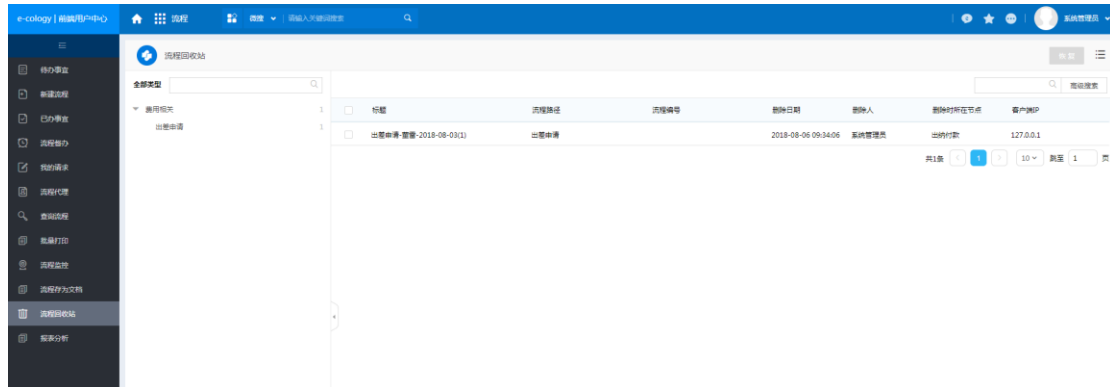 e-cology | 前端用户中心
流程
微搜
请输入关键词搜索
系统管理员
待办事宜
新建流程
已办事宜
流程督办
我的请求
流程代理
查询流程
批量打印
流程监控
流程存为文档
流程回收站
报表分析
流程回收站
恢复
全部类型
费用相关 1
出差申请 1
高级搜索
标题 流程路径 流程编号 删除日期 删除人 删除时所在节点 客户端IP
出差申请-雷蕾-2018-08-03(1) 出差申请 2018-08-06 09:34:06 系统管理员 出纳付款 127.0.0.1
共1条 1 10 跳至 1 页